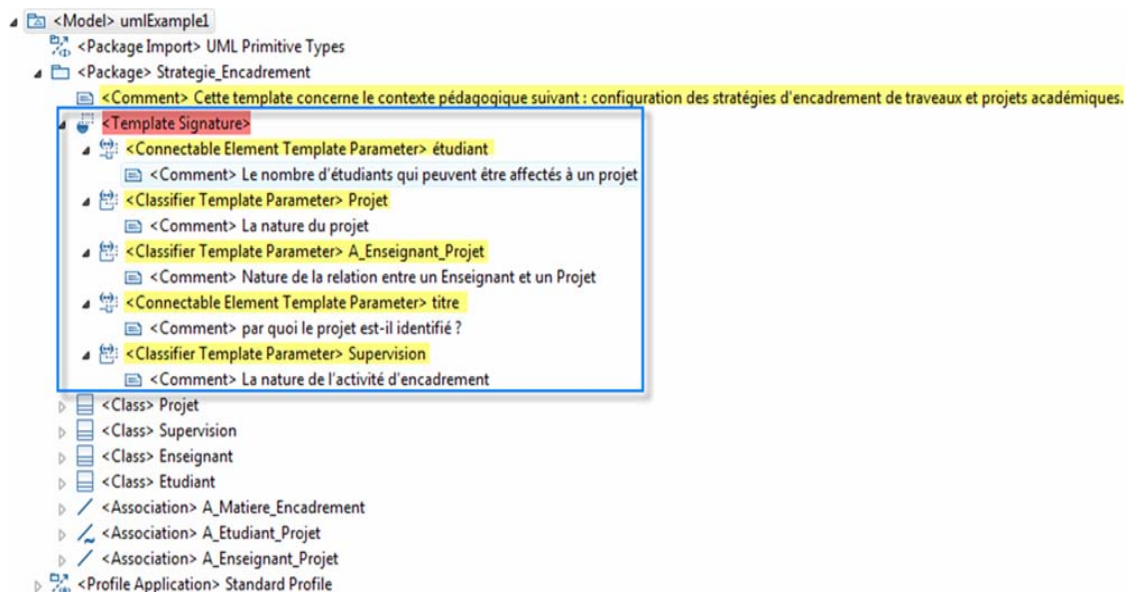 <Model> umlExample1
<Package Import> UML Primitive Types
<Package> Strategie_Encadrement
<Comment> Cette template concerne le contexte pédagogique suivant : configuration des stratégies d'encadrement de traveaux et projets académiques.
<Template Signature>
<Connectable Element Template Parameter> étudiant
<Comment> Le nombre d'étudiants qui peuvent être affectés à un projet
<Classifier Template Parameter> Projet
<Comment> La nature du projet
<Classifier Template Parameter> A_Enseignant_Projet
<Comment> Nature de la relation entre un Enseignant et un Projet
<Connectable Element Template Parameter> titre
<Comment> par quoi le projet est-il identifié ?
<Classifier Template Parameter> Supervision
<Comment> La nature de l'activité d'encadrement
<Class> Projet
<Class> Supervision
<Class> Enseignant
<Class> Etudiant
<Association> A_Matiere_Encadrement
<Association> A_Etudiant_Projet
<Association> A_Enseignant_Projet
<Profile Application> Standard Profile